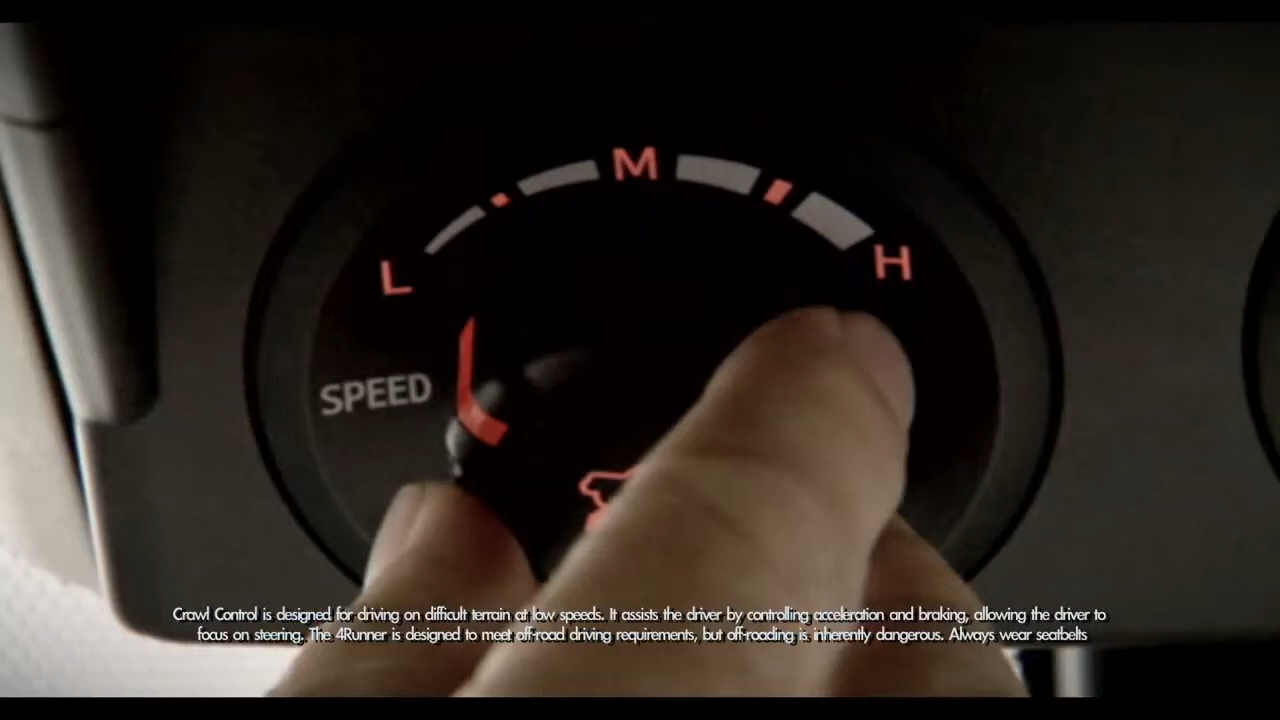 M
L
H
SPEED
Crawl Control is designed for driving on difficult terrain at low speeds. It assists the driver by controlling acceleration and braking, allowing the driver to
focus on steering. The 4Runner is designed to meet off-road driving requirements, but off-roading is inherently dangerous. Always wear seatbelts